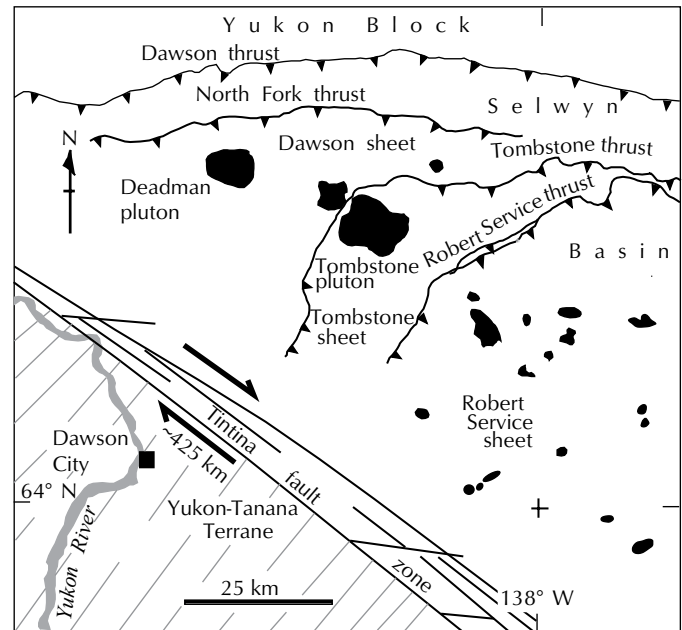 Yukon Block
Dawson thrust
North Fork thrust
Selwyn
N
Dawson sheet
Tombstone thrust
Deadman
pluton
Robert Service thrust
Basin
Tombstone
pluton
Tombstone
sheet
Robert
Service
sheet
Tintina
fault
zone
~425 km
Dawson
City
64° N
Yukon-Tanana
Terrane
Yukon River
25 km
138° W